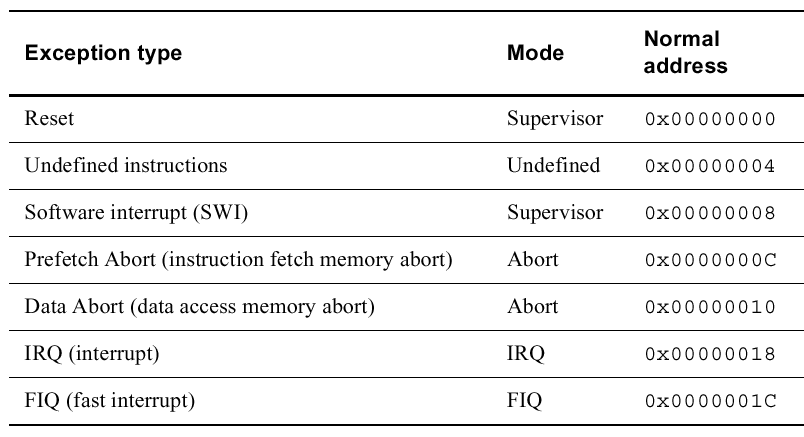 Exception type Mode Normal address
Reset Supervisor 0x00000000
Undefined instructions Undefined 0x00000004
Software interrupt (SWI) Supervisor 0x00000008
Prefetch Abort (instruction fetch memory abort) Abort 0x0000000C
Data Abort (data access memory abort) Abort 0x00000010
IRQ (interrupt) IRQ 0x00000018
FIQ (fast interrupt) FIQ 0x0000001C